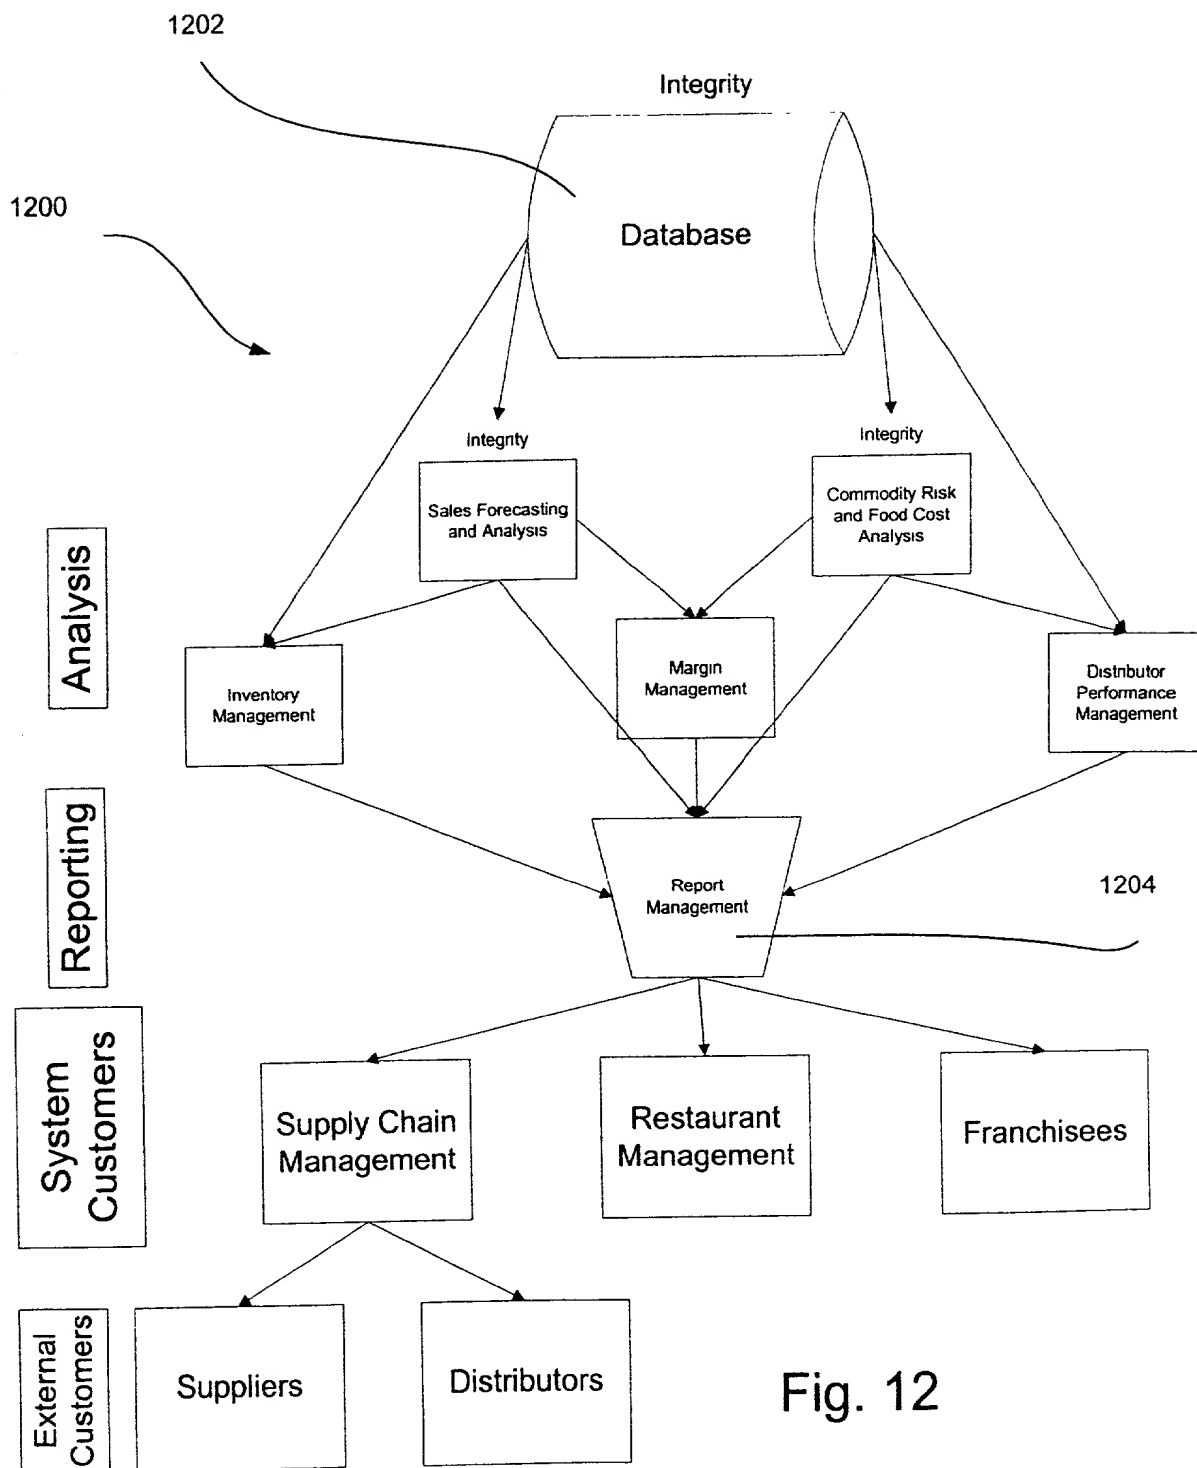 1202
Integrity
1200
Database
Integrity
Integrity
Sales Forecasting
and Analysis
Commodity Risk
and Food Cost
Analysis
Analysis
Inventory
Management
Margin
Management
Distributor
Performance
Management
Reporting
Report
Management
1204
System
Customers
Supply Chain
Management
Restaurant
Management
Franchisees
External
Customers
Suppliers
Distributors
Fig. 12